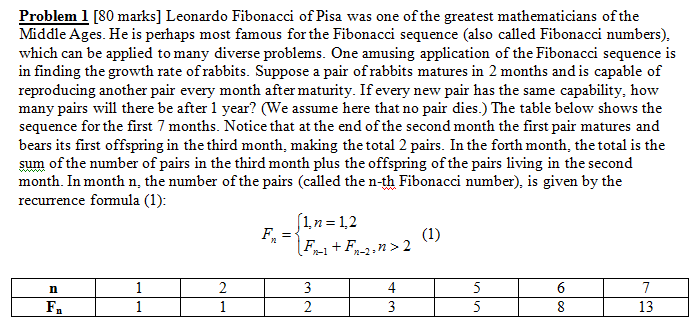 Problem 1 [80 marks] Leonardo Fibonacci of Pisa was one of the greatest mathematicians of the
Middle Ages. He is perhaps most famous for the Fibonacci sequence (also called Fibonacci numbers),
which can be applied to many diverse problems. One amusing application of the Fibonacci sequence is
in finding the growth rate of rabbits. Suppose a pair of rabbits matures in 2 months and is capable of
reproducing another pair every month after maturity. If every new pair has the same capability, how
many pairs will there be after 1 year? (We assume here that no pair dies.) The table below shows the
sequence for the first 7 months. Notice that at the end of the second month the first pair matures and
bears its first offspring in the third month, making the total 2 pairs. In the forth month, the total is the
sum of the number of pairs in the third month plus the offspring of the pairs living in the second
month. In month n, the number of the pairs (called the n-th Fibonacci number), is given by the
recurrence formula (1):
F_n = { 1, n = 1,2
F_{n-1} + F_{n-2}, n > 2 (1)
n 1 2 3 4 5 6 7
F_n 1 1 2 3 5 8 13